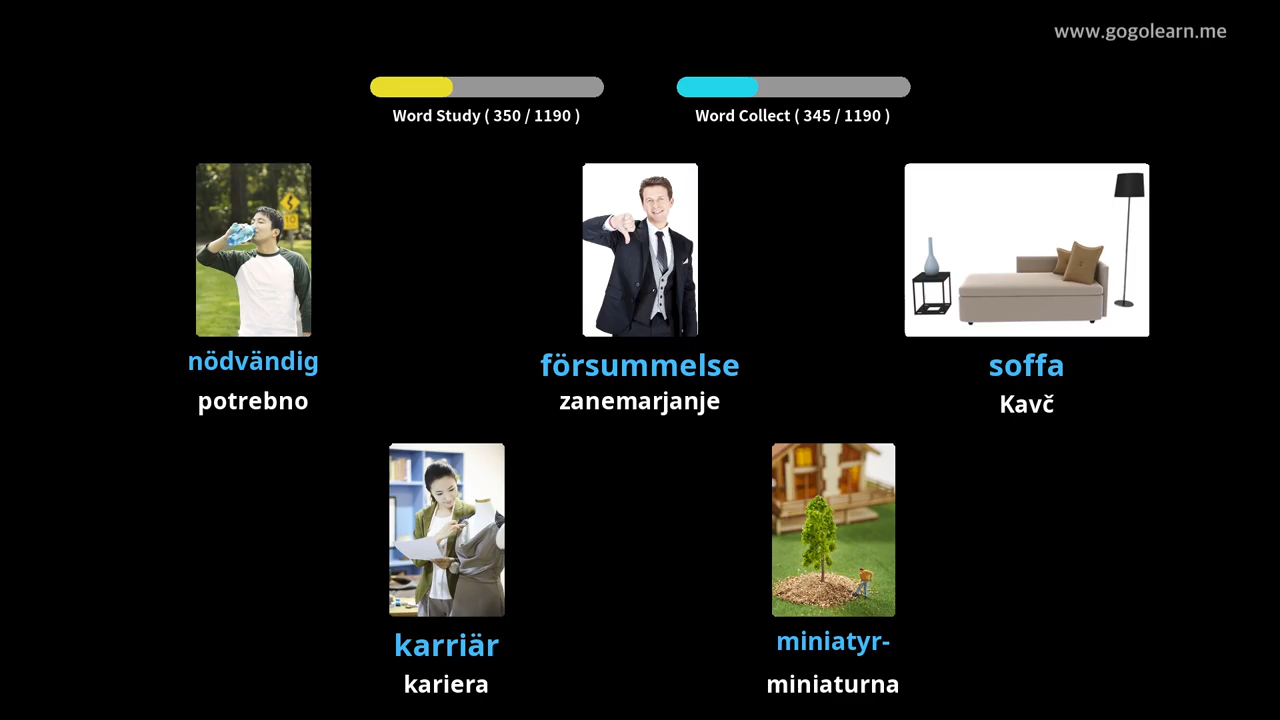 www.gogolearn.me
Word Study ( 350 / 1190 )
Word Collect ( 345 / 1190 )
nödvändig
potrebno
försummelse
zanemarjanje
soffa
Kavč
karriär
kariera
miniatyr-
miniaturna